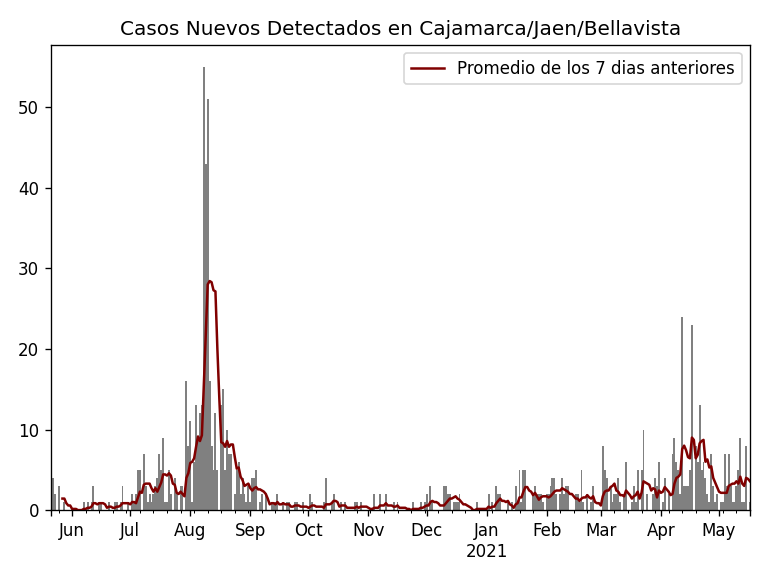 Casos Nuevos Detectados en Cajamarca/Jaen/Bellavista
Promedio de los 7 dias anteriores
50
40
30
20
10
0
Jun Jul Aug Sep Oct Nov Dec Jan Feb Mar Apr May
2021